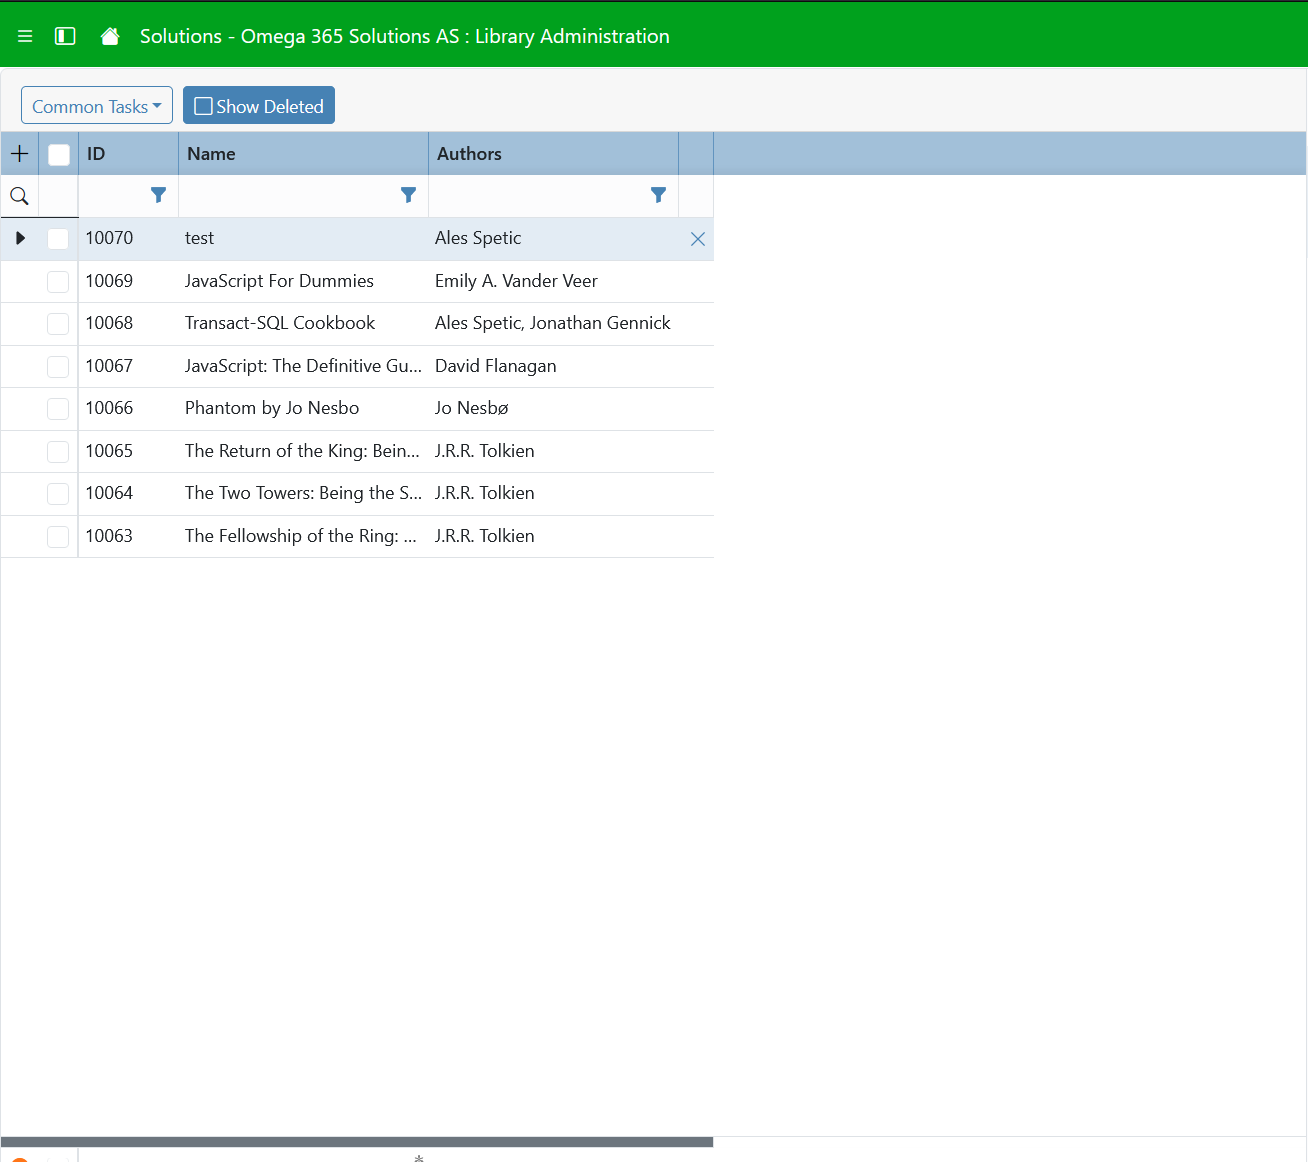 Solutions - Omega 365 Solutions AS : Library Administration
Common Tasks Show Deleted
ID Name Authors
10070 test Ales Spetic
10069 JavaScript For Dummies Emily A. Vander Veer
10068 Transact-SQL Cookbook Ales Spetic, Jonathan Gennick
10067 JavaScript: The Definitive Gu... David Flanagan
10066 Phantom by Jo Nesbo Jo Nesbø
10065 The Return of the King: Bein... J.R.R. Tolkien
10064 The Two Towers: Being the S... J.R.R. Tolkien
10063 The Fellowship of the Ring: ... J.R.R. Tolkien
*